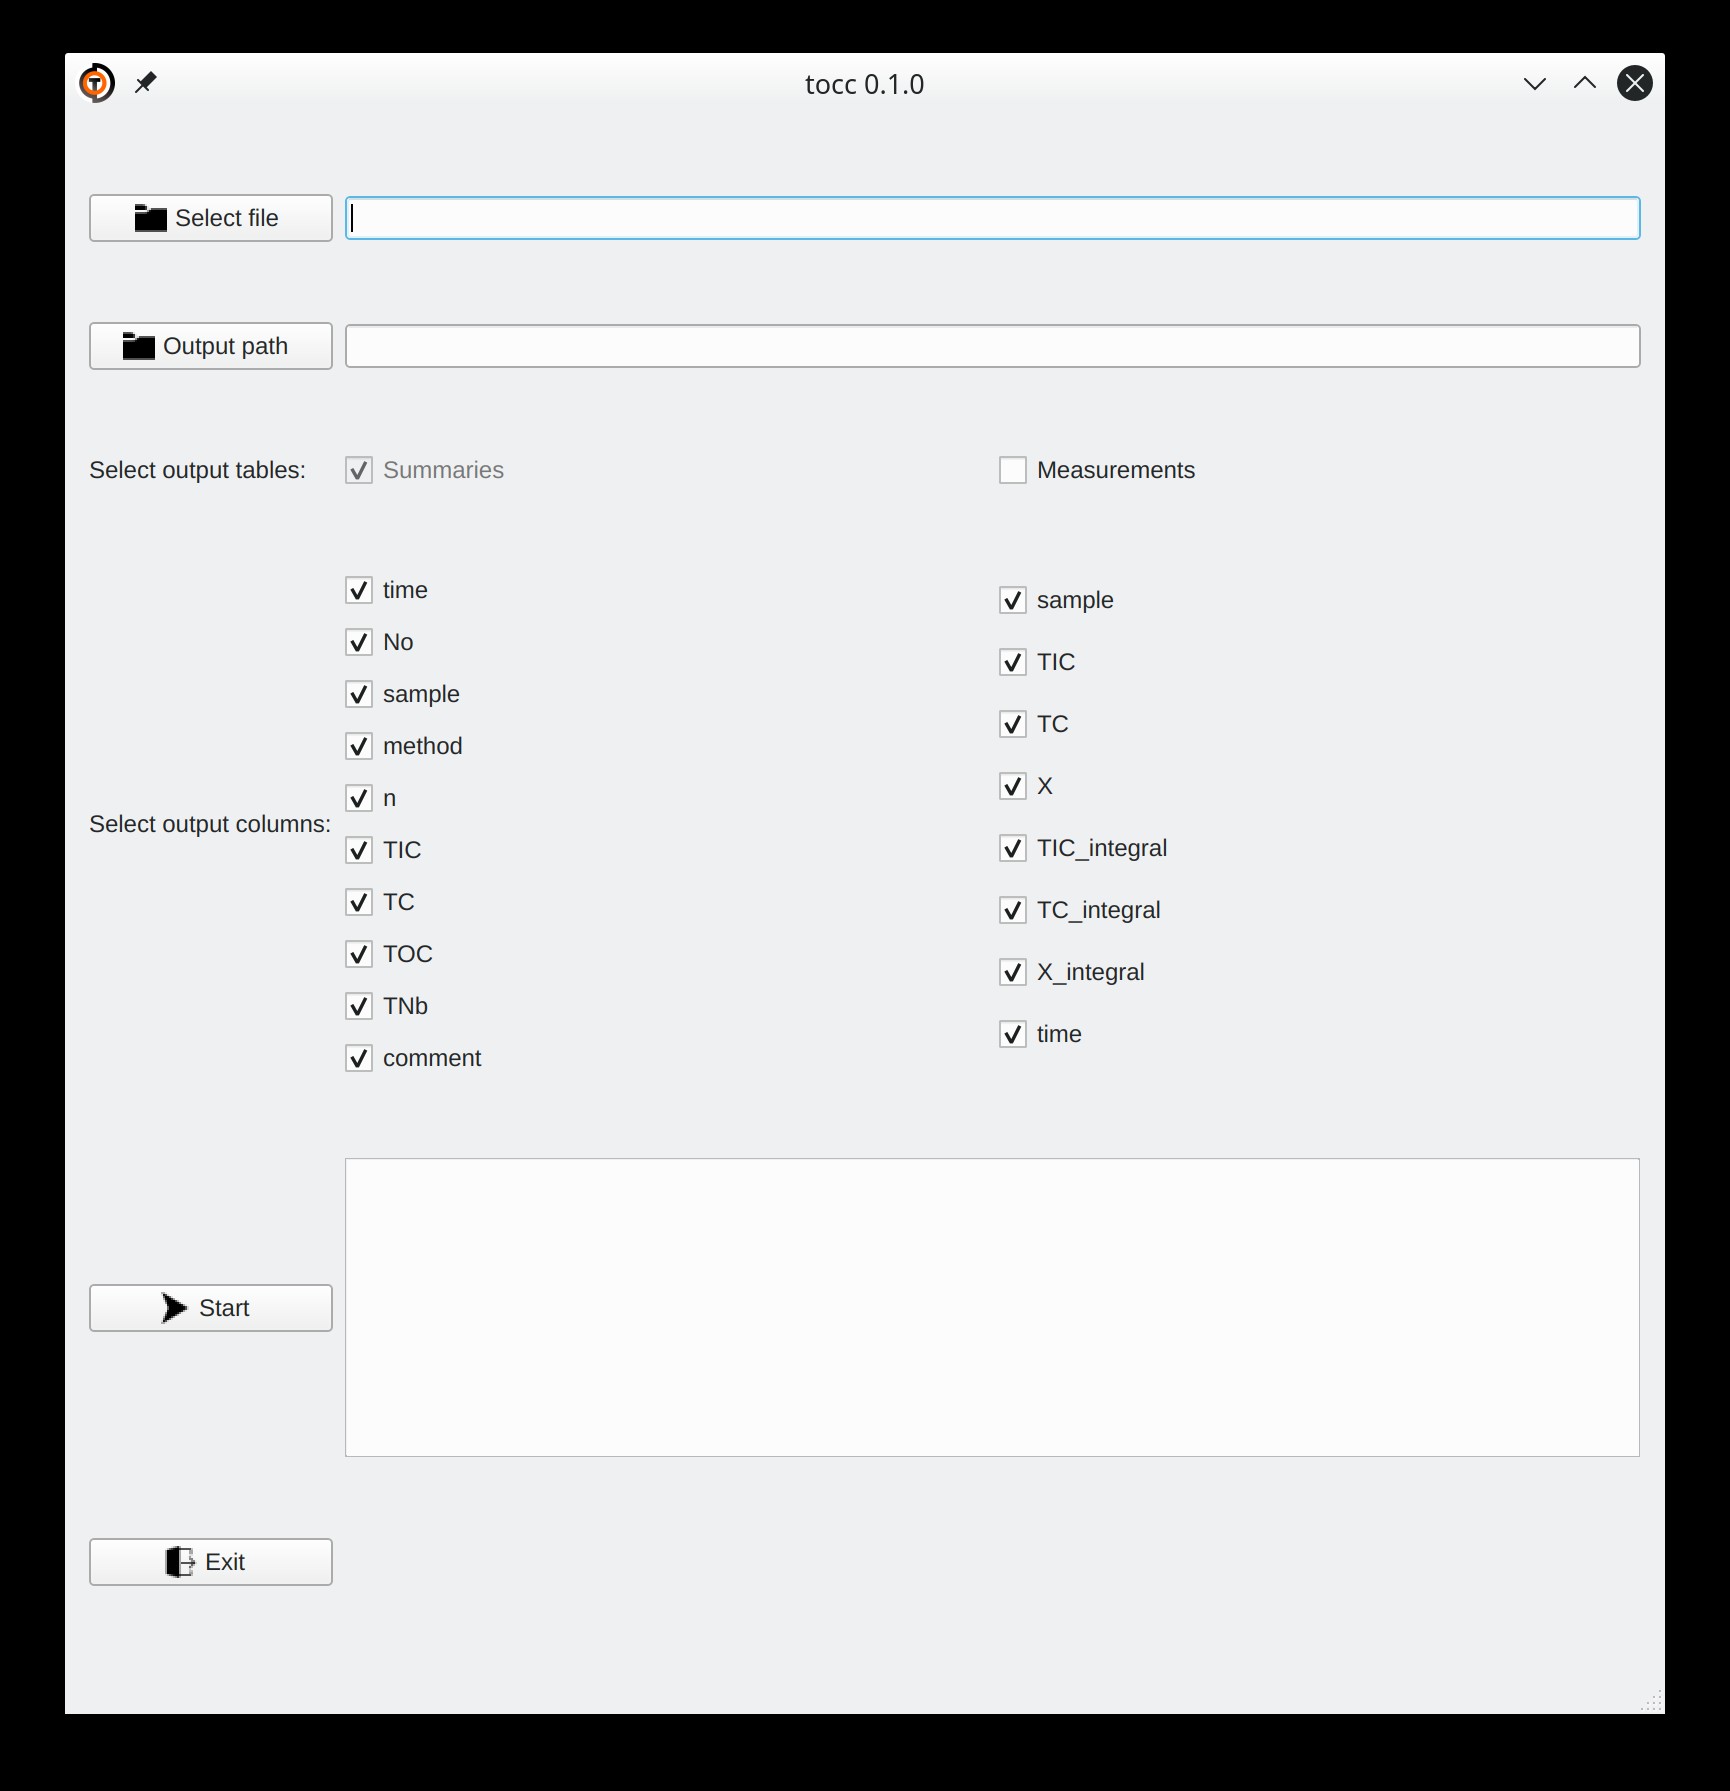 tocc 0.1.0
Select file
Output path
Select output tables:
Summaries
Measurements
Select output columns:
time
No
sample
method
n
TIC
TC
TOC
TNb
comment
sample
TIC
TC
X
TIC_integral
TC_integral
X_integral
time
Start
Exit